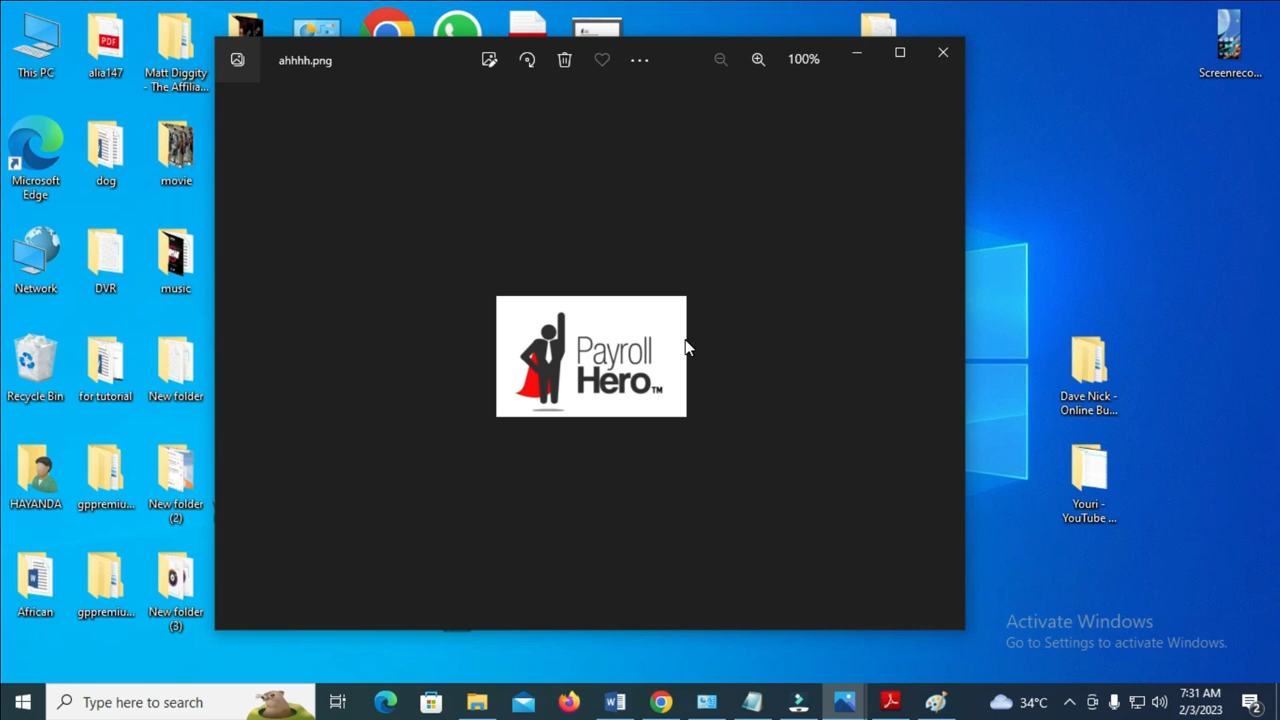 This PC
alia147
Matt Diggity
- The Affilia...
ahhhh.png
100%
Screenreco...
Microsoft
Edge
dog
movie
Network
DVR
music
Payroll
Hero™
Recycle Bin
for tutorial
New folder
Dave Nick -
Online Bu...
HAYANDA
gppremiu...
New folder
(2)
Youri -
YouTube ...
African
gppremiu...
New folder
(3)
Activate Windows
Go to Settings to activate Windows.
Type here to search
34°C
7:31 AM
2/3/2023
2